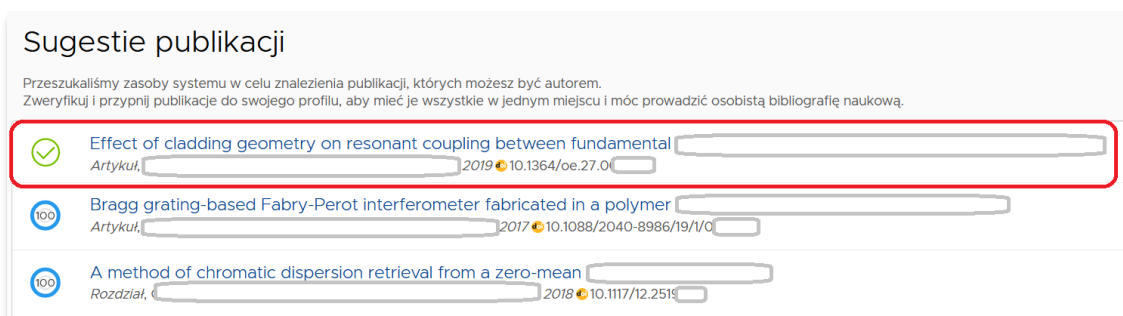 Sugestie publikacji
Przeszukaliśmy zasoby systemu w celu znalezienia publikacji, których możesz być autorem.
Zweryfikuj i przypnij publikacje do swojego profilu, aby mieć je wszystkie w jednym miejscu i móc prowadzić osobistą bibliografię naukową.
Effect of cladding geometry on resonant coupling between fundamental
Artykuł, 2019 10.1364/oe.27.0
100
Bragg grating-based Fabry-Perot interferometer fabricated in a polymer
Artykuł, 2017 10.1088/2040-8986/19/1/0
100
A method of chromatic dispersion retrieval from a zero-mean
Rozdział, 2018 10.1117/12.2519